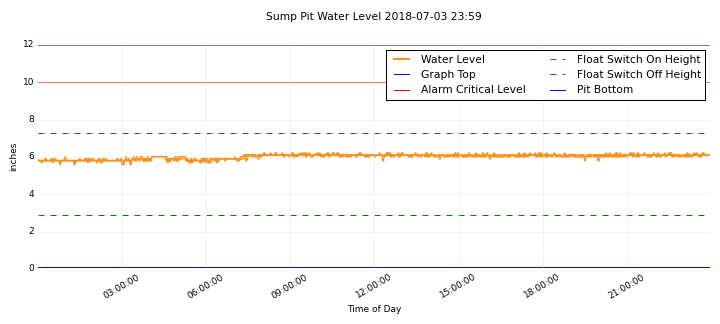 Sump Pit Water Level 2018-07-03 23:59
12
10
8
6
4
2
0
inches
Water Level
Graph Top
Alarm Critical Level
Float Switch On Height
Float Switch Off Height
Pit Bottom
03:00:00
06:00:00
09:00:00
12:00:00
15:00:00
18:00:00
21:00:00
Time of Day